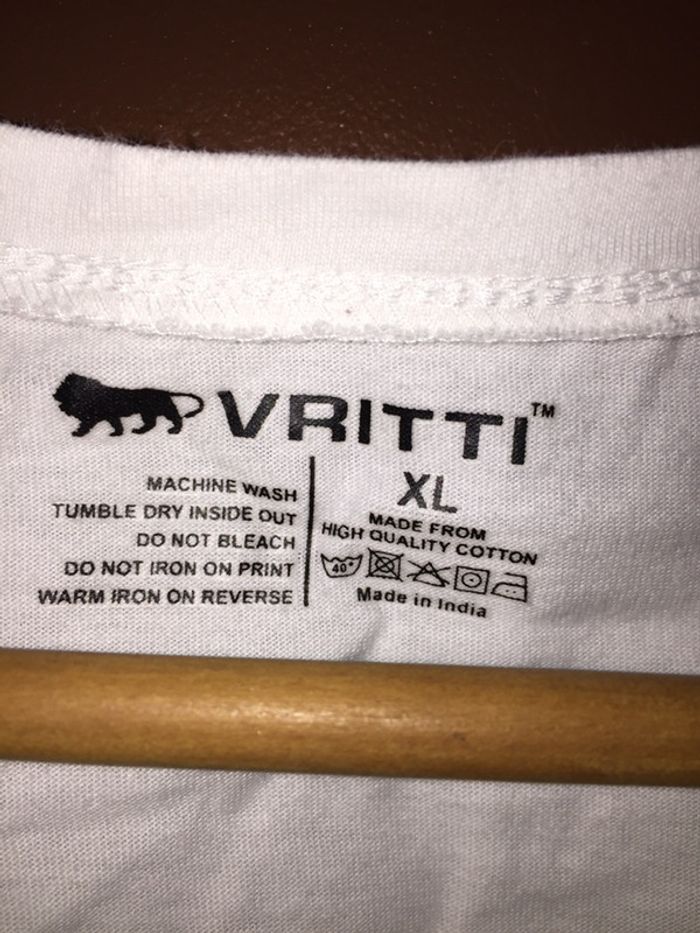 VRITTI™
MACHINE WASH
TUMBLE DRY INSIDE OUT
DO NOT BLEACH
DO NOT IRON ON PRINT
WARM IRON ON REVERSE
XL
MADE FROM
HIGH QUALITY COTTON
40°
Made in India